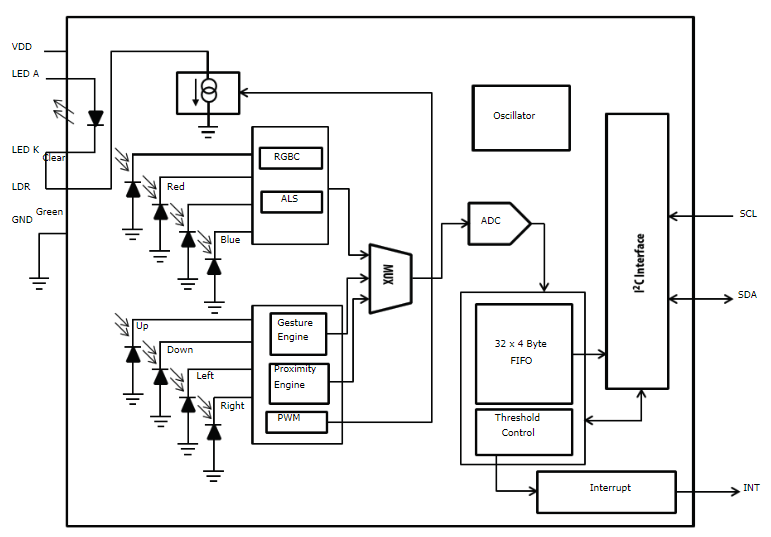 VDD
LED A
LED K
Clear
LDR
Green
GND
Red
Blue
RGBC
ALS
Up
Down
Left
Right
Gesture
Engine
Proximity
Engine
PWM
MUX
ADC
Oscillator
32 x 4 Byte
FIFO
Threshold
Control
Interrupt
I²C Interface
SCL
SDA
INT